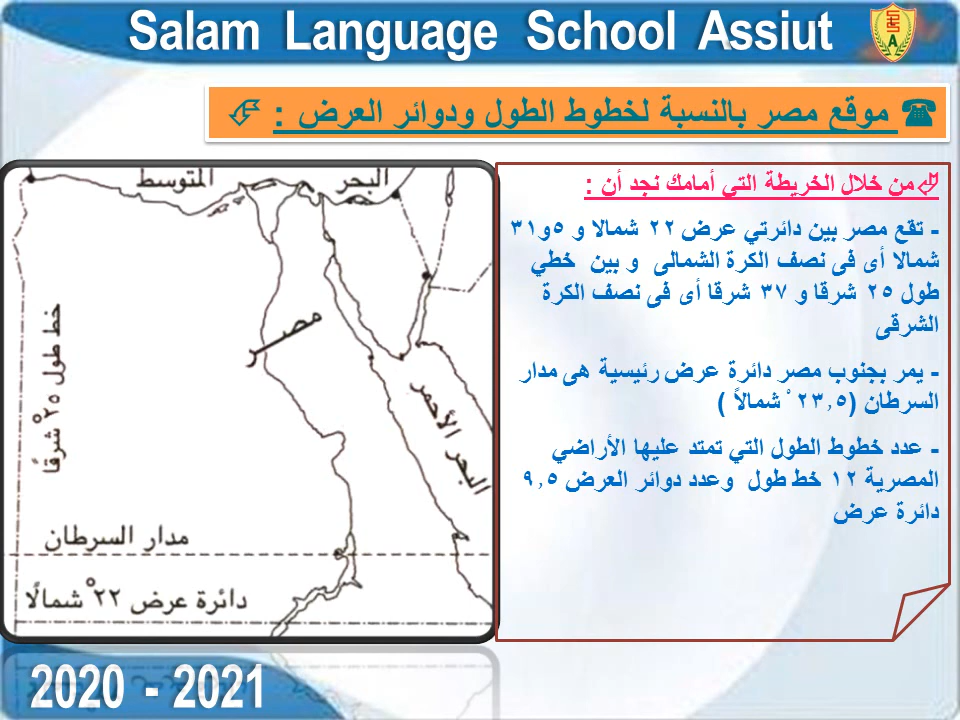 Salam Language School Assiut
موقع مصر بالنسبة لخطوط الطول ودوائر العرض :
من خلال الخريطة التي أمامك نجد أن :
- تقع مصر بين دائرتي عرض ٢٢ شمالا و ٥و٣١
شمالا أى فى نصف الكرة الشمالى و بين خطي
طول ٢٥ شرقا و ٣٧ شرقا أى فى نصف الكرة
الشرقى
- يمر بجنوب مصر دائرة عرض رئيسية هى مدار
السرطان (٢٣,٥ ْ شمالاً )
- عدد خطوط الطول التي تمتد عليها الأراضي
المصرية ١٢ خط طول وعدد دوائر العرض ٩,٥
دائرة عرض
البحر المتوسط
خط طول ٢٥° شرقًا
مصر
البحر الأحمر
مدار السرطان
دائرة عرض ٢٢° شمالًا
2020 - 2021